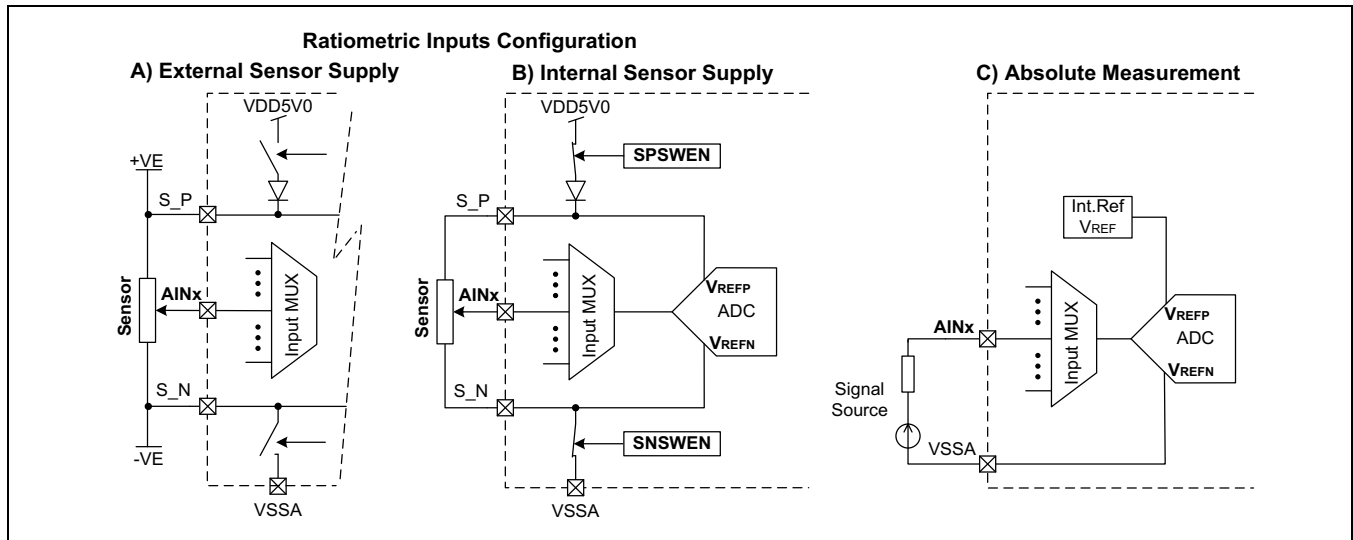 Ratiometric Inputs Configuration
A) External Sensor Supply
VDD5V0
+VE
S_P
Sensor
AINx
Input MUX
S_N
-VE
VSSA
B) Internal Sensor Supply
VDD5V0
SPSWEN
S_P
Sensor
AINx
Input MUX
VREFP
ADC
VREFN
S_N
SNSWEN
VSSA
C) Absolute Measurement
Int.Ref
VREF
AINx
Input MUX
VREFP
ADC
VREFN
Signal
Source
VSSA